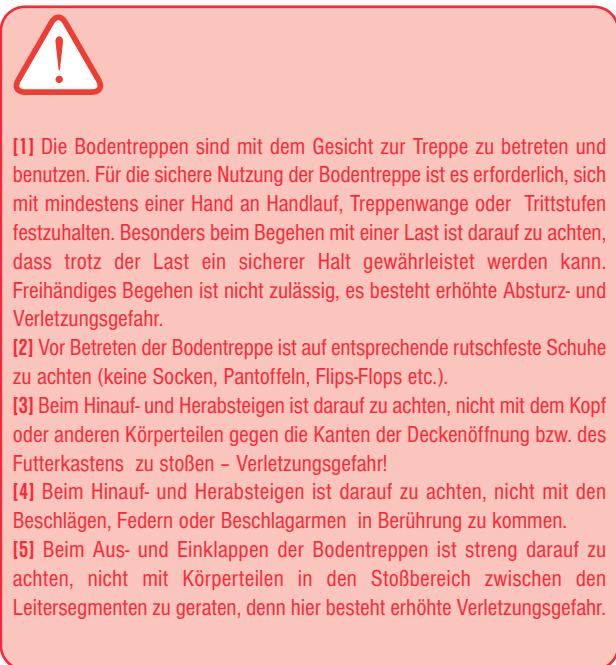 [1] Die Bodentreppen sind mit dem Gesicht zur Treppe zu betreten und
benutzen. Für die sichere Nutzung der Bodentreppe ist es erforderlich, sich
mit mindestens einer Hand an Handlauf, Treppenwange oder Trittstufen
festzuhalten. Besonders beim Begehen mit einer Last ist darauf zu achten,
dass trotz der Last ein sicherer Halt gewährleistet werden kann.
Freihändiges Begehen ist nicht zulässig, es besteht erhöhte Absturz- und
Verletzungsgefahr.
[2] Vor Betreten der Bodentreppe ist auf entsprechende rutschfeste Schuhe
zu achten (keine Socken, Pantoffeln, Flips-Flops etc.).
[3] Beim Hinauf- und Herabsteigen ist darauf zu achten, nicht mit dem Kopf
oder anderen Körperteilen gegen die Kanten der Deckenöffnung bzw. des
Futterkastens zu stoßen – Verletzungsgefahr!
[4] Beim Hinauf- und Herabsteigen ist darauf zu achten, nicht mit den
Beschlägen, Federn oder Beschlagarmen in Berührung zu kommen.
[5] Beim Aus- und Einklappen der Bodentreppen ist streng darauf zu
achten, nicht mit Körperteilen in den Stoßbereich zwischen den
Leitersegmenten zu geraten, denn hier besteht erhöhte Verletzungsgefahr.